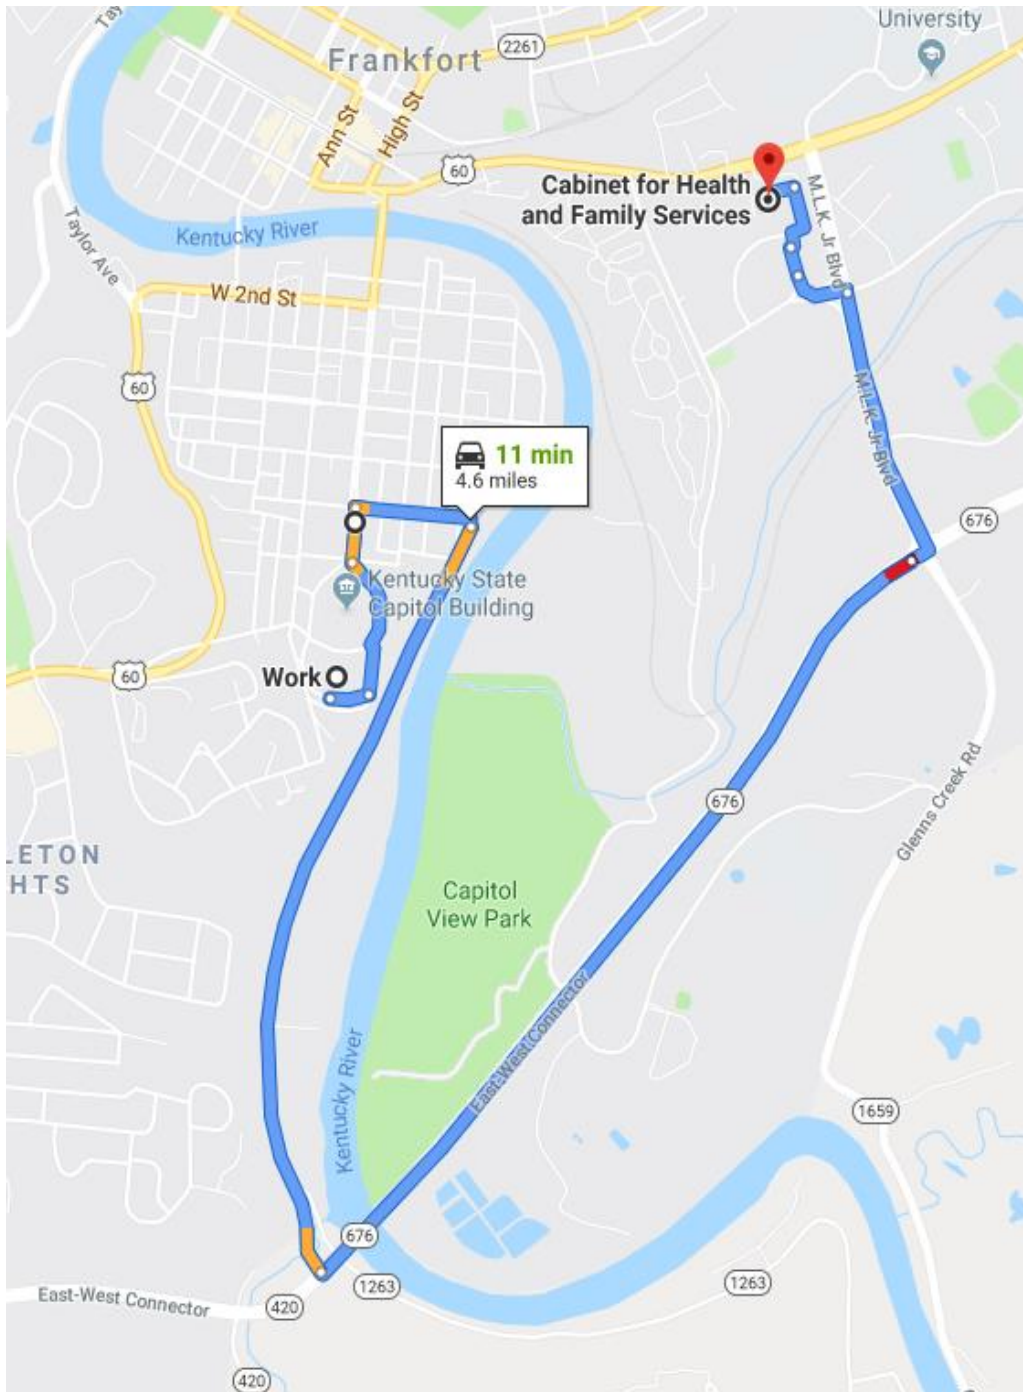 Tay
University
Frankfort
2261
Ann St
High St
60
Cabinet for Health
and Family Services
M.L.K. Jr Blvd
Taylor Ave
Kentucky River
W 2nd St
60
M.L.K. Jr Blvd
11 min
4.6 miles
676
Kentucky State
Capitol Building
60
Work
676
Glenns Creek Rd
LETON
HTS
Capitol
View Park
East-West Connector
Kentucky River
1659
676
1263
1263
East-West Connector
420
420